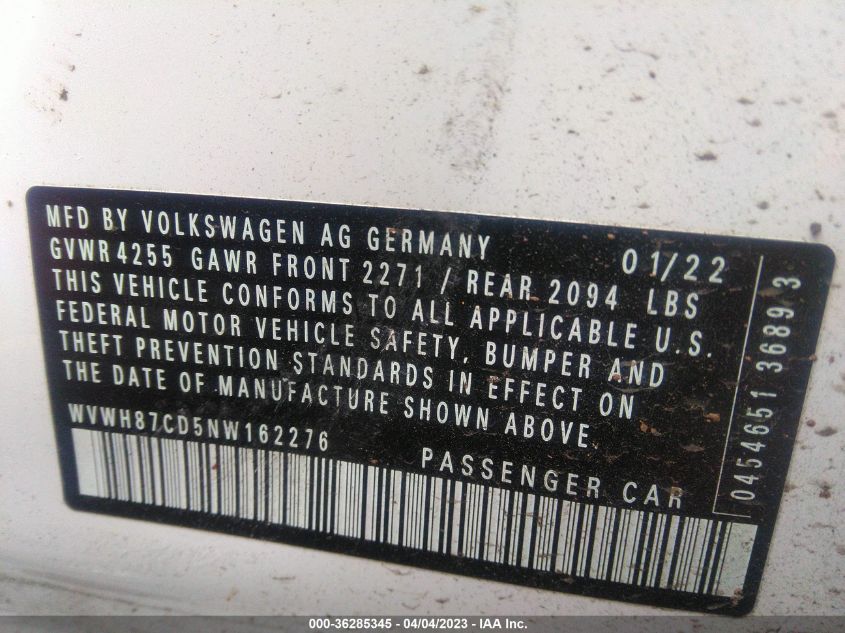 MFD BY VOLKSWAGEN AG GERMANY 01/22
GVWR 4255 GAWR FRONT 2271 / REAR 2094 LBS
THIS VEHICLE CONFORMS TO ALL APPLICABLE U.S.
FEDERAL MOTOR VEHICLE SAFETY, BUMPER AND
THEFT PREVENTION STANDARDS IN EFFECT ON
THE DATE OF MANUFACTURE SHOWN ABOVE
WVWH87CD5NW162276 PASSENGER CAR
0454651 3689 3
000-36285345 - 04/04/2023 - IAA Inc.